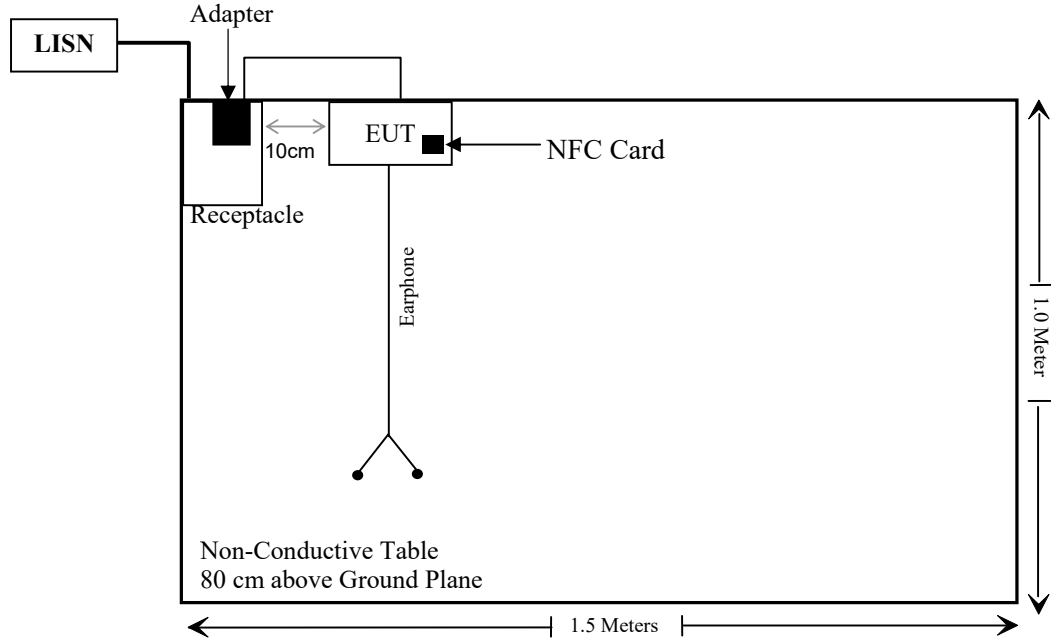 Adapter
LISN
EUT
10cm
NFC Card
Receptacle
Earphone
1.0 Meter
Non-Conductive Table
80 cm above Ground Plane
1.5 Meters